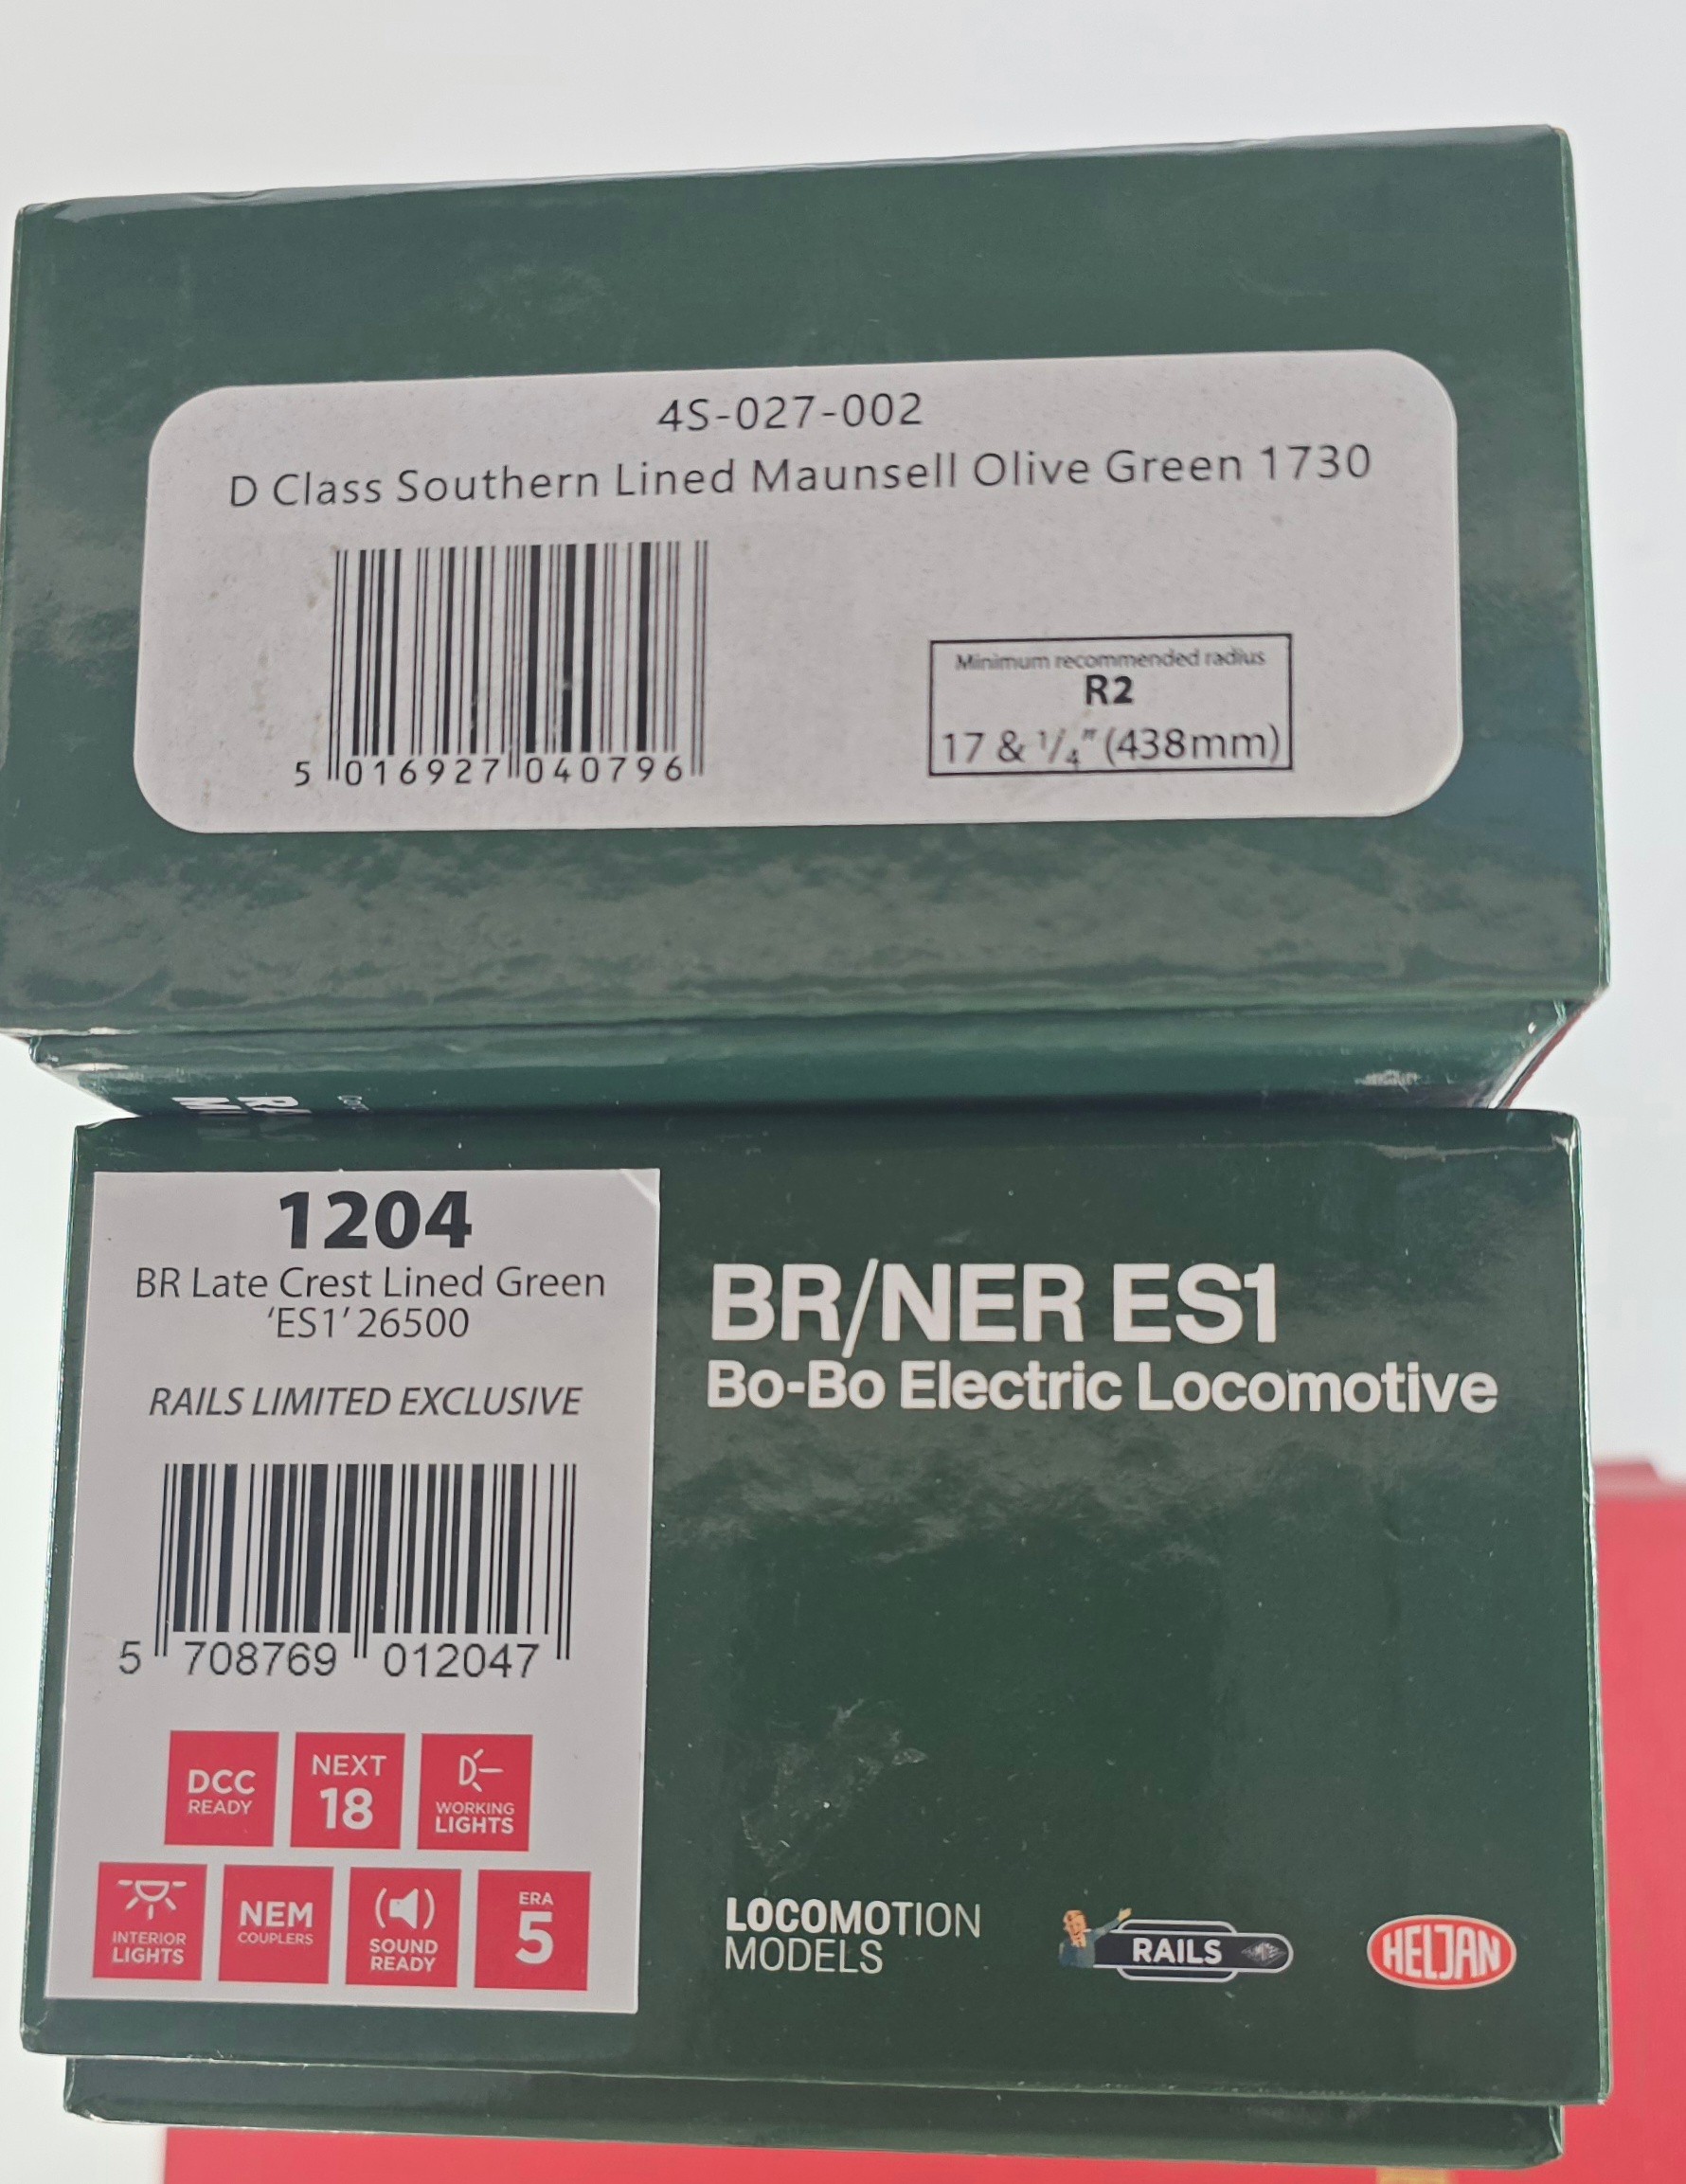 4S-027-002
D Class Southern Lined Maunsell Olive Green 1730
Minimum recommended radius
R2
17 & 1/4" (438mm)
5 016927 040796
1204
BR Late Crest Lined Green
'ES1' 26500
RAILS LIMITED EXCLUSIVE
5 708769 012047
DCC
READY
NEXT
18
WORKING
LIGHTS
INTERIOR
LIGHTS
NEM
COUPLERS
SOUND
READY
ERA
5
BR/NER ES1
Bo-Bo Electric Locomotive
LOCOMOTION
MODELS
RAILS
HELJAN